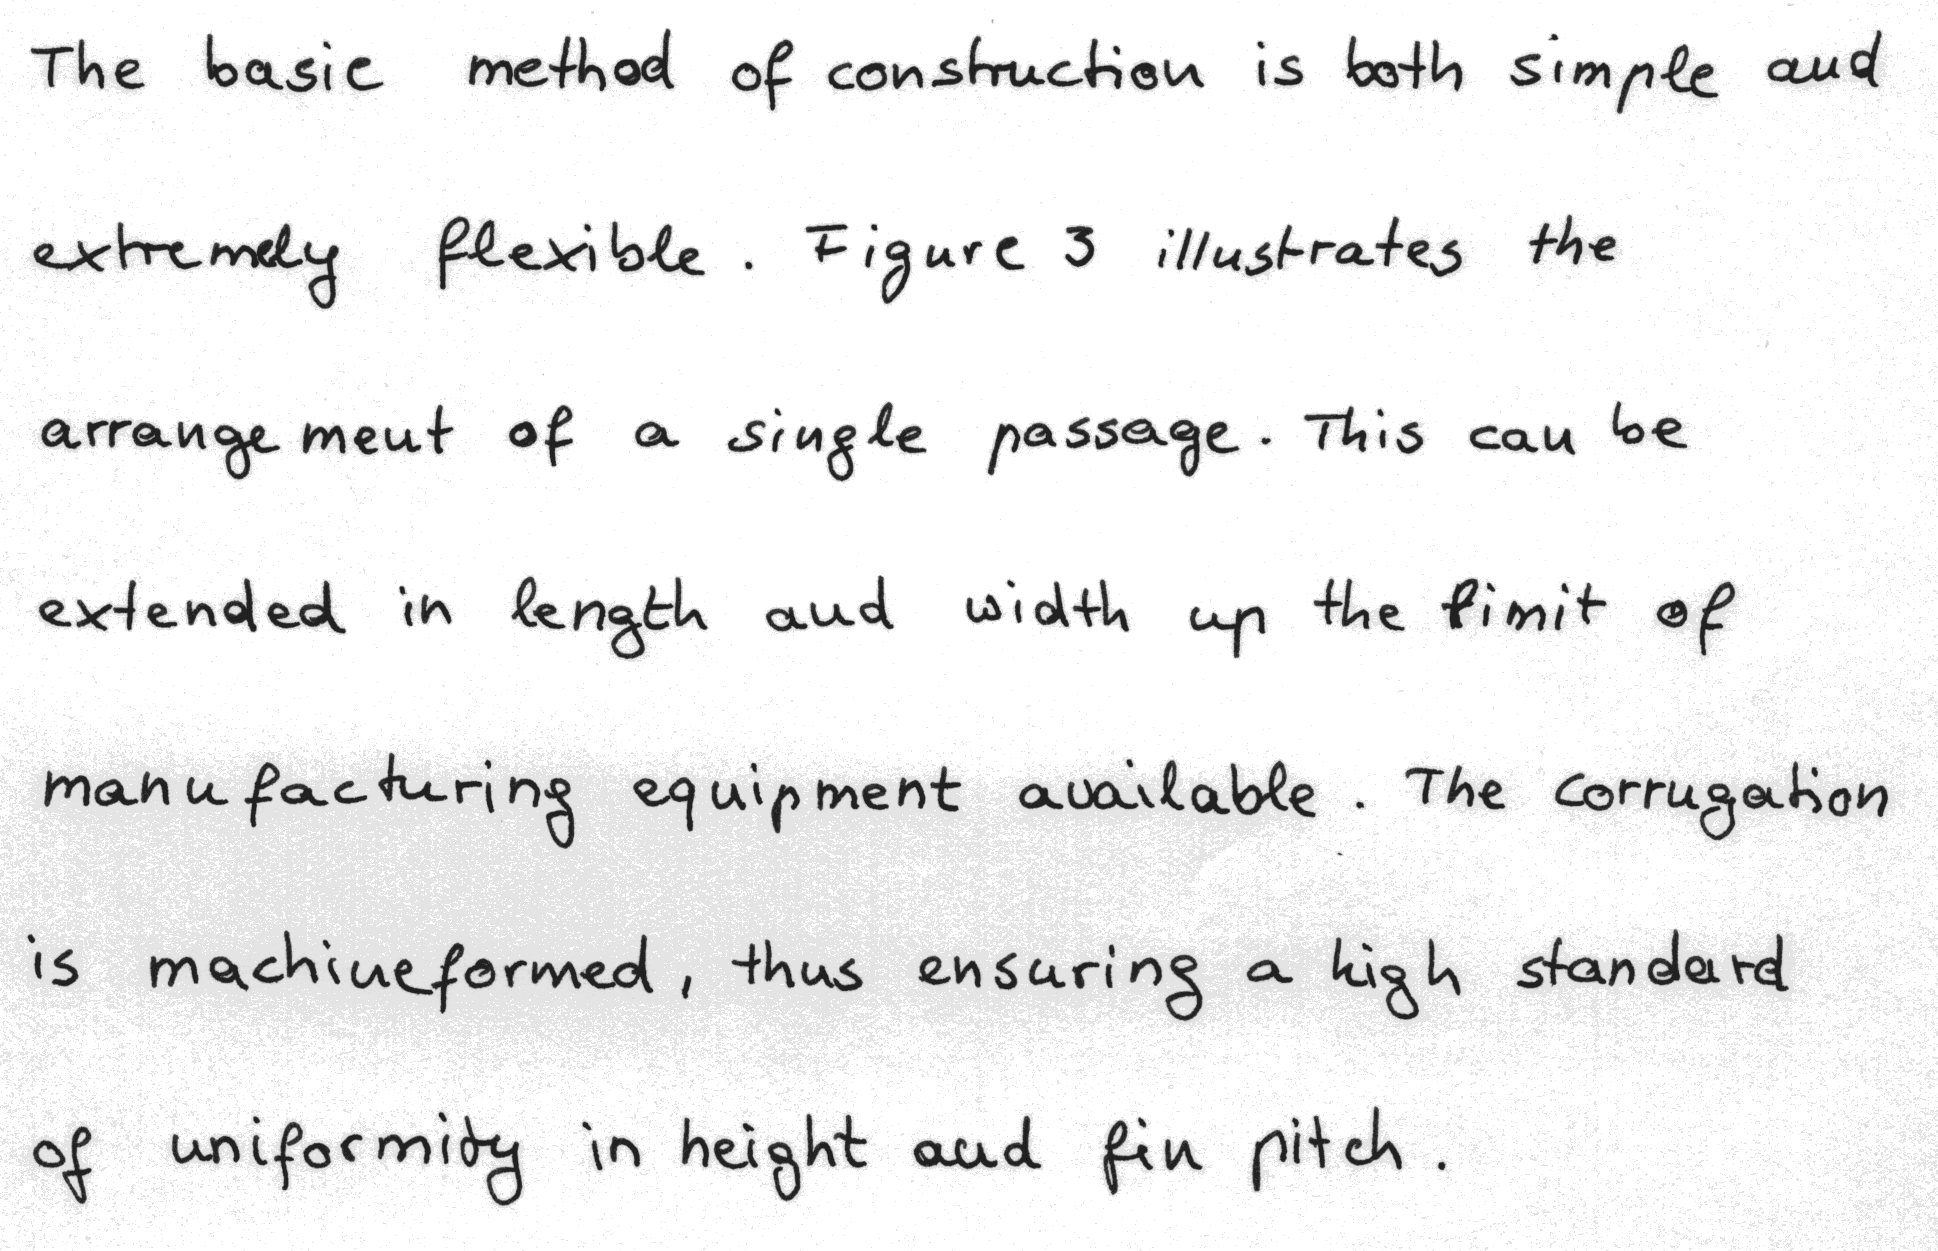 The basic method of construction is both simple and
extremely flexible. Figure 3 illustrates the
arrangement of a single passage. This can be
extended in length and width up the limit of
manufacturing equipment available. The corrugation
is machineformed, thus ensuring a high standard
of uniformity in height and fin pitch.